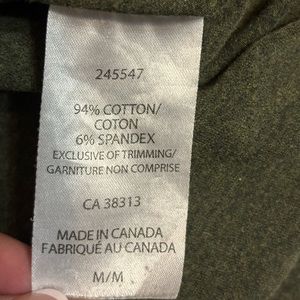 245547
94% COTTON/
COTON
6% SPANDEX
EXCLUSIVE OF TRIMMING/
GARNITURE NON COMPRISE
CA 38313
MADE IN CANADA
FABRIQUÉ AU CANADA
M/M